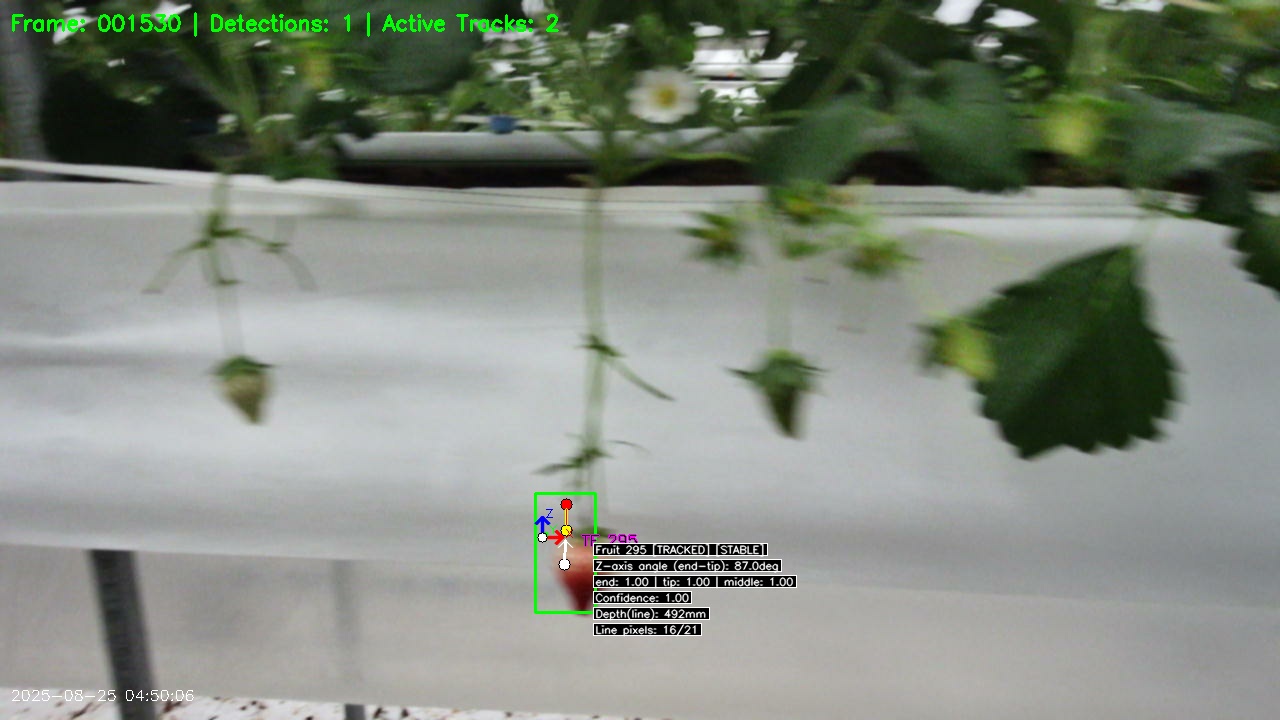 Frame: 001530 | Detections: 1 | Active Tracks: 2
Z
TF_295
Fruit 295 [TRACKED] [STABLE]
Z-axis angle (end-tip): 87.0deg
end: 1.00 | tip: 1.00 | middle: 1.00
Confidence: 1.00
Depth(line): 492mm
Line pixels: 16/21
2025-08-25 04:50:06